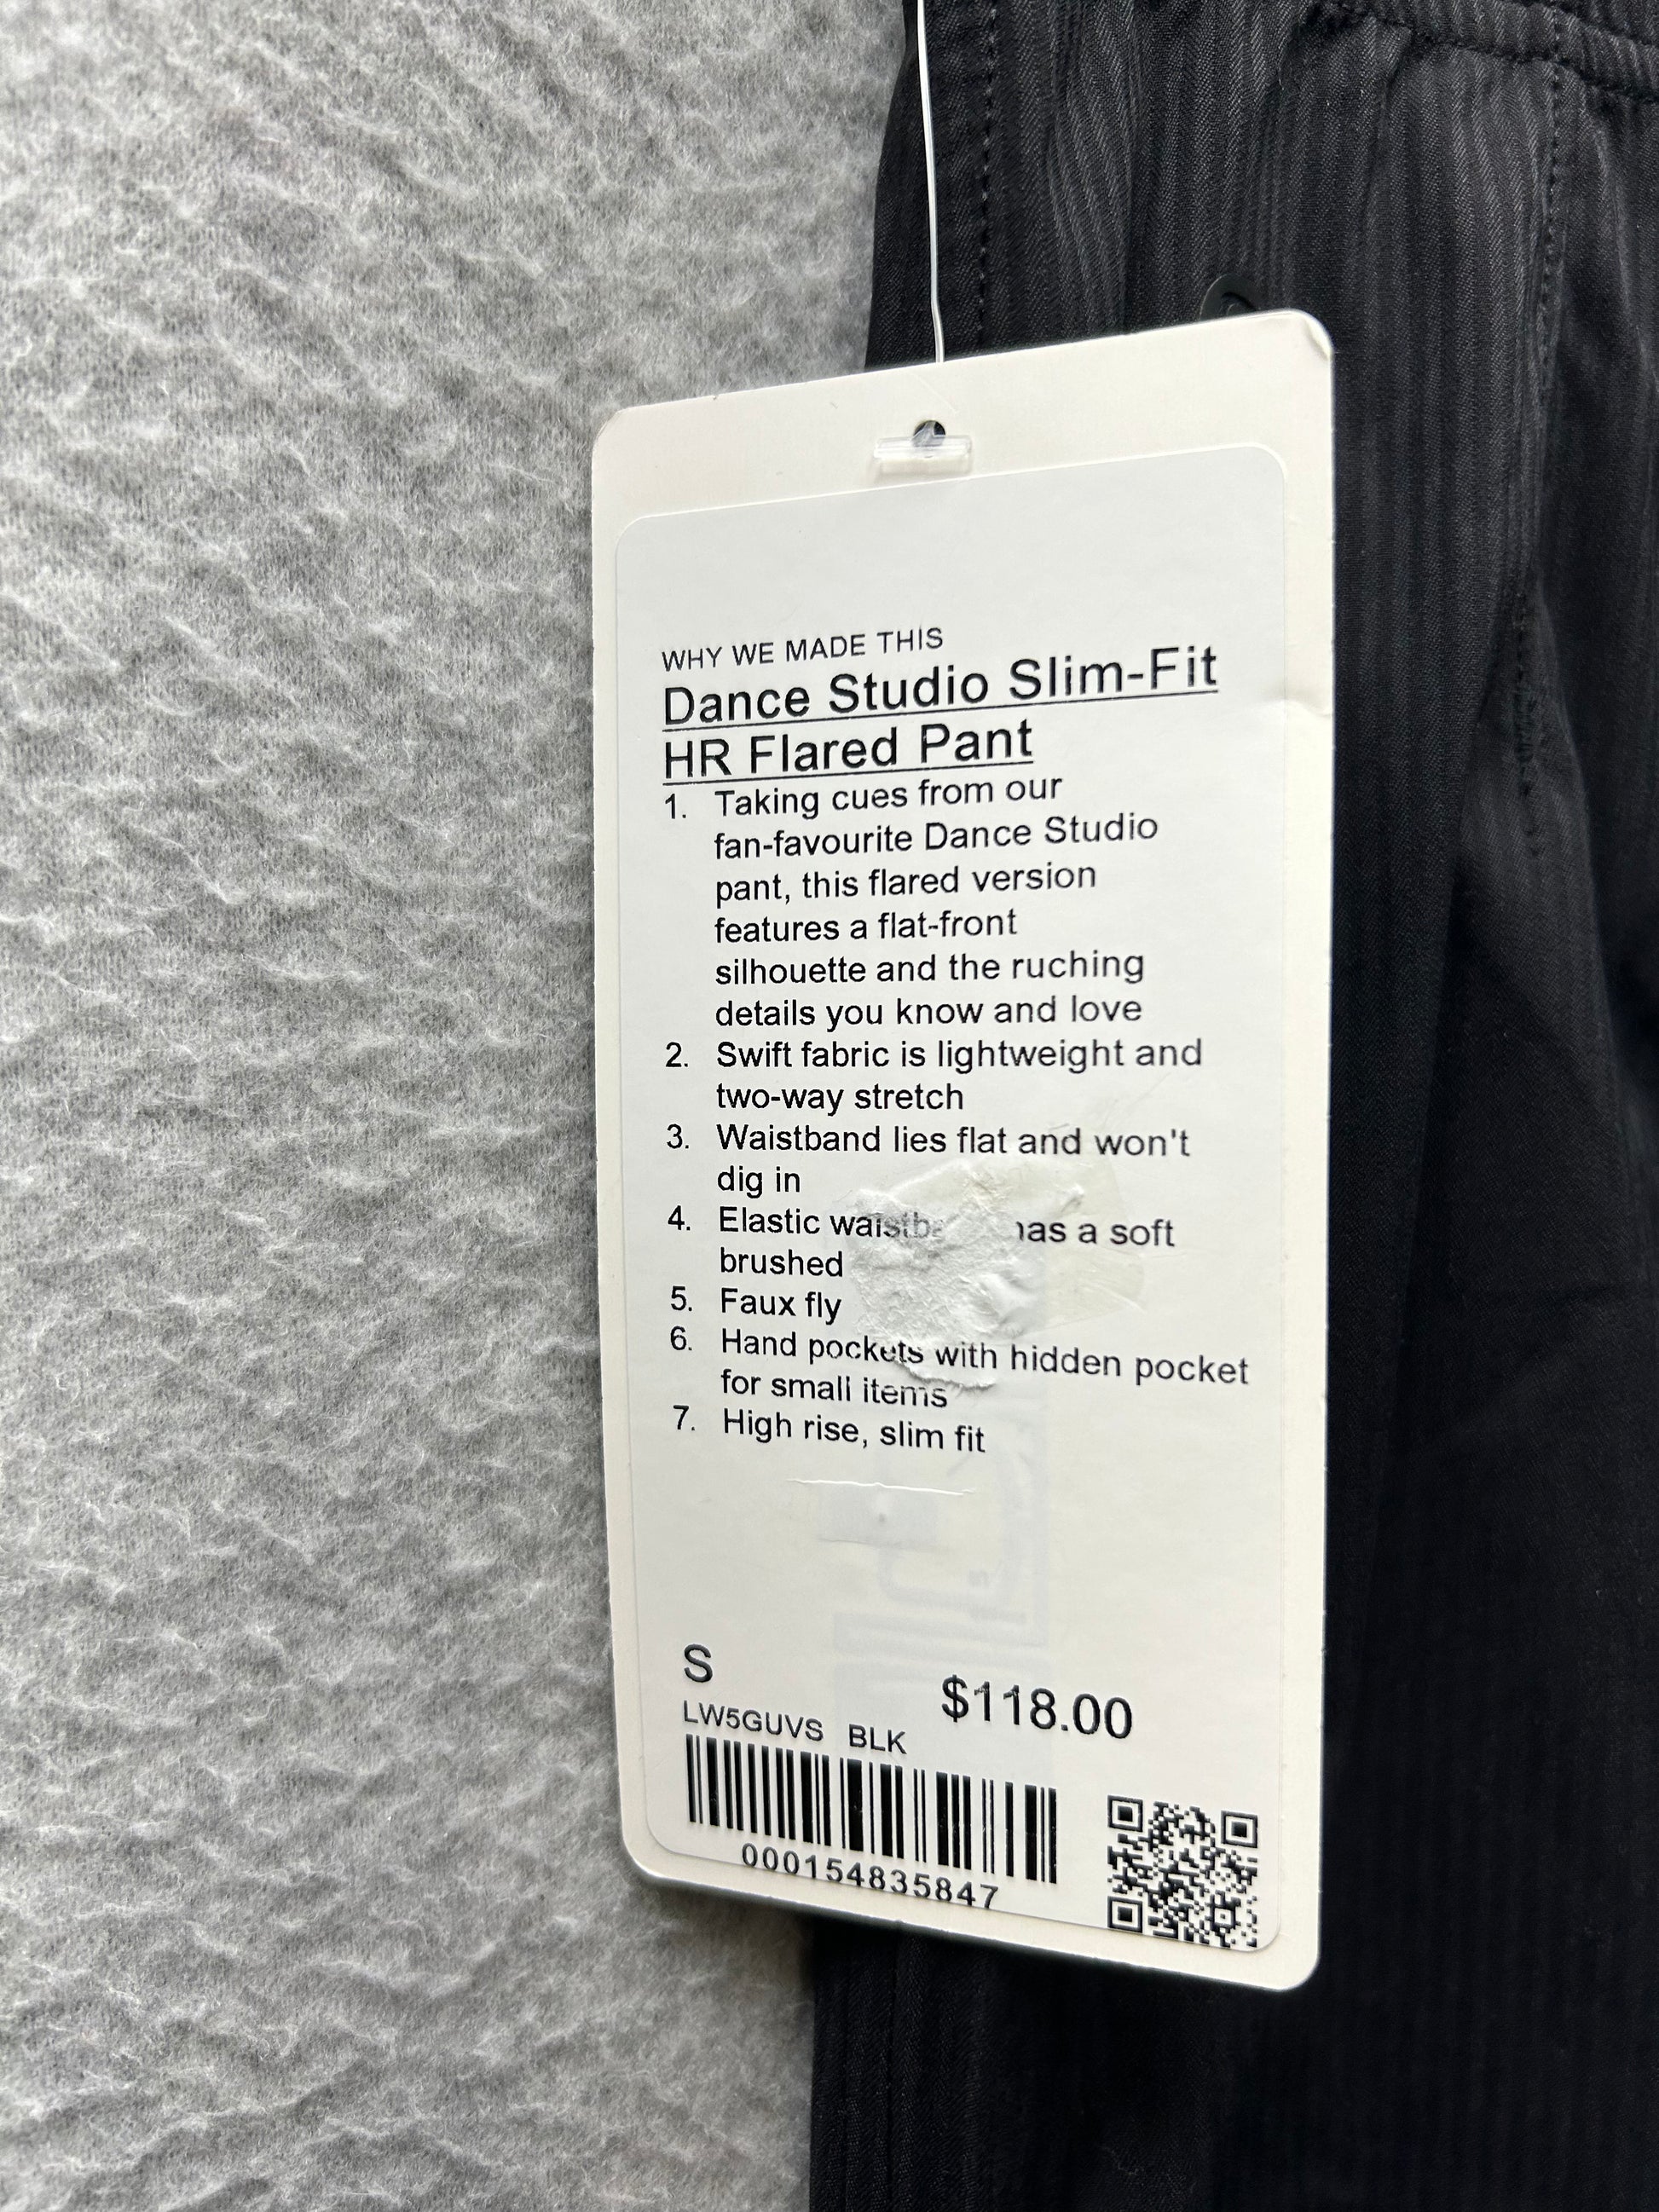 WHY WE MADE THIS
Dance Studio Slim-Fit
HR Flared Pant
1. Taking cues from our
fan-favourite Dance Studio
pant, this flared version
features a flat-front
silhouette and the ruching
details you know and love
2. Swift fabric is lightweight and
two-way stretch
3. Waistband lies flat and won't
dig in
4. Elastic has a soft
brushed
5. Faux fly
6. Hand pockets with hidden pocket
for small items
7. High rise, slim fit
S
$118.00
LW5GUVS BLK
000154835847